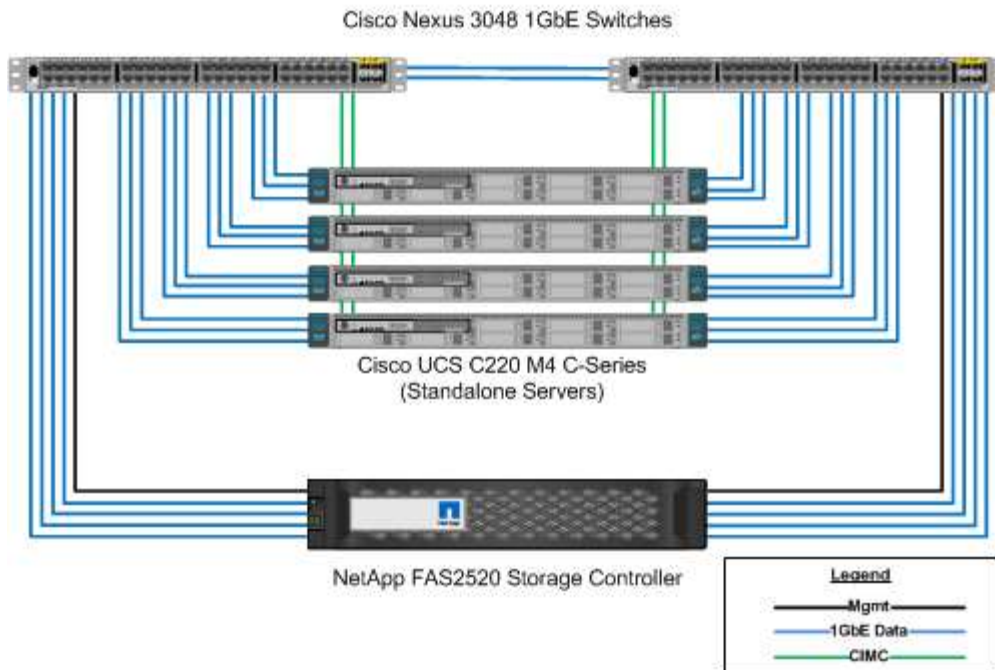 Cisco Nexus 3048 1GbE Switches
Cisco UCS C220 M4 C-Series
(Standalone Servers)
NetApp FAS2520 Storage Controller
Legend
Mgmt
1GbE Data
CIMC